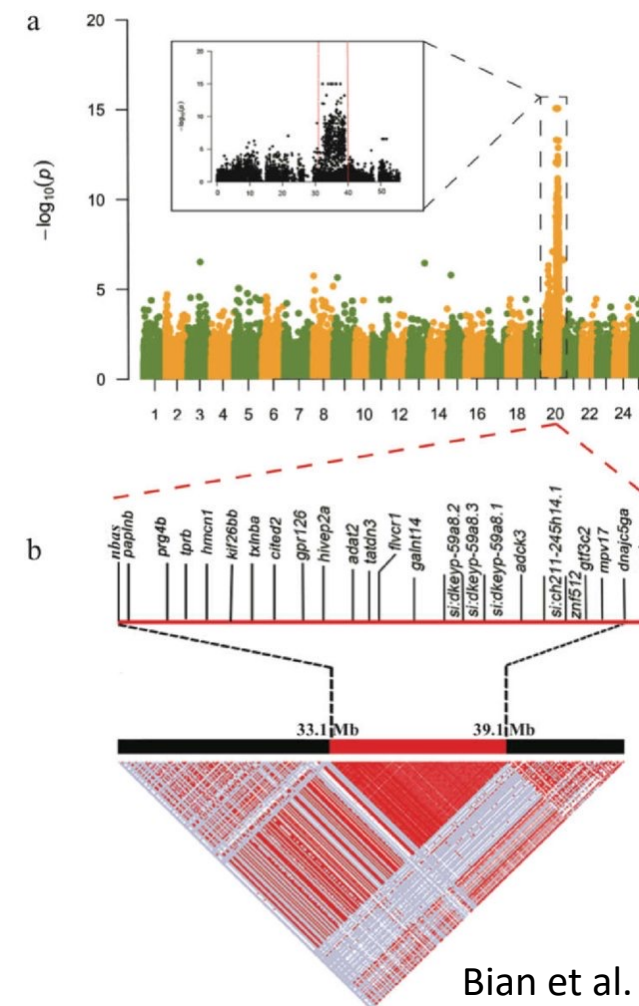 a
20
15
10
5
0
−log₁₀(p)
20
15
10
5
0
−log₁₀(p)
0 10 20 30 40 50
1 2 3 4 6 7 8 10 12 14 16 18 20 22 24
b
nbas
paplnb
prg4b
tprb
hmcn1
kif26bb
txlnba
cited2
gpr126
hivep2a
adat2
tatdn3
flvcr1
galnt14
si:dkeyp-59a8.2
si:dkeyp-59a8.3
si:dkeyp-59a8.1
adck3
si:ch211-245h14.1
znf512
gtf3c2
mpv17
dnajc5ga
33.1 Mb 39.1 Mb
Bian et al.